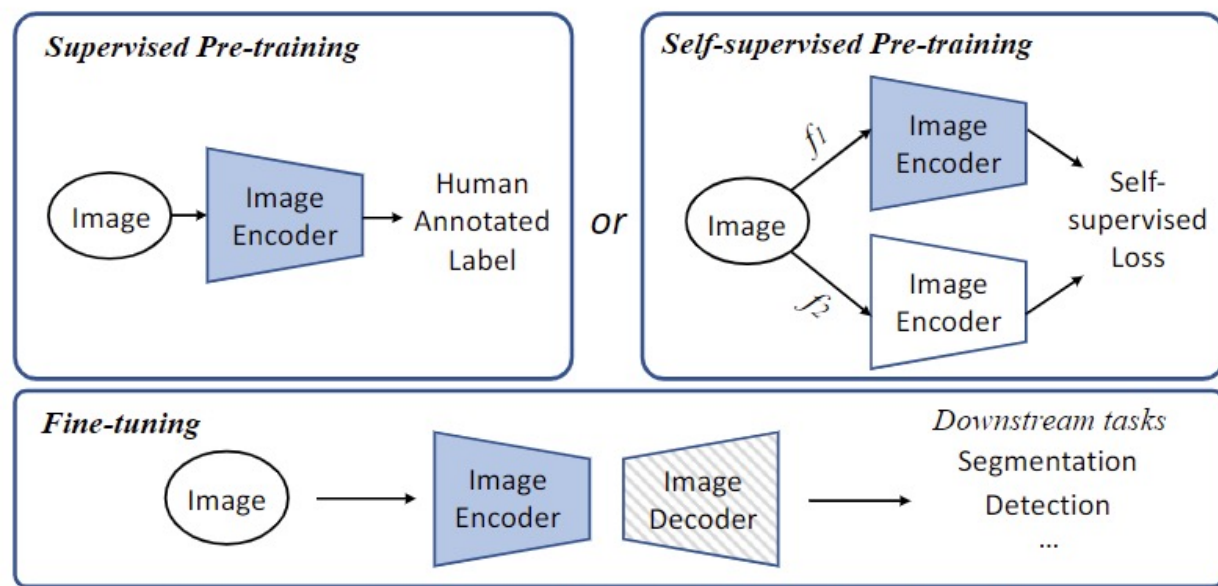 Supervised Pre-training
Image
Image
Encoder
Human
Annotated
Label
or
Self-supervised Pre-training
f1
Image
Encoder
Image
Self-
supervised
Loss
f2
Image
Encoder
Fine-tuning
Image
Image
Encoder
Image
Decoder
Downstream tasks
Segmentation
Detection
...